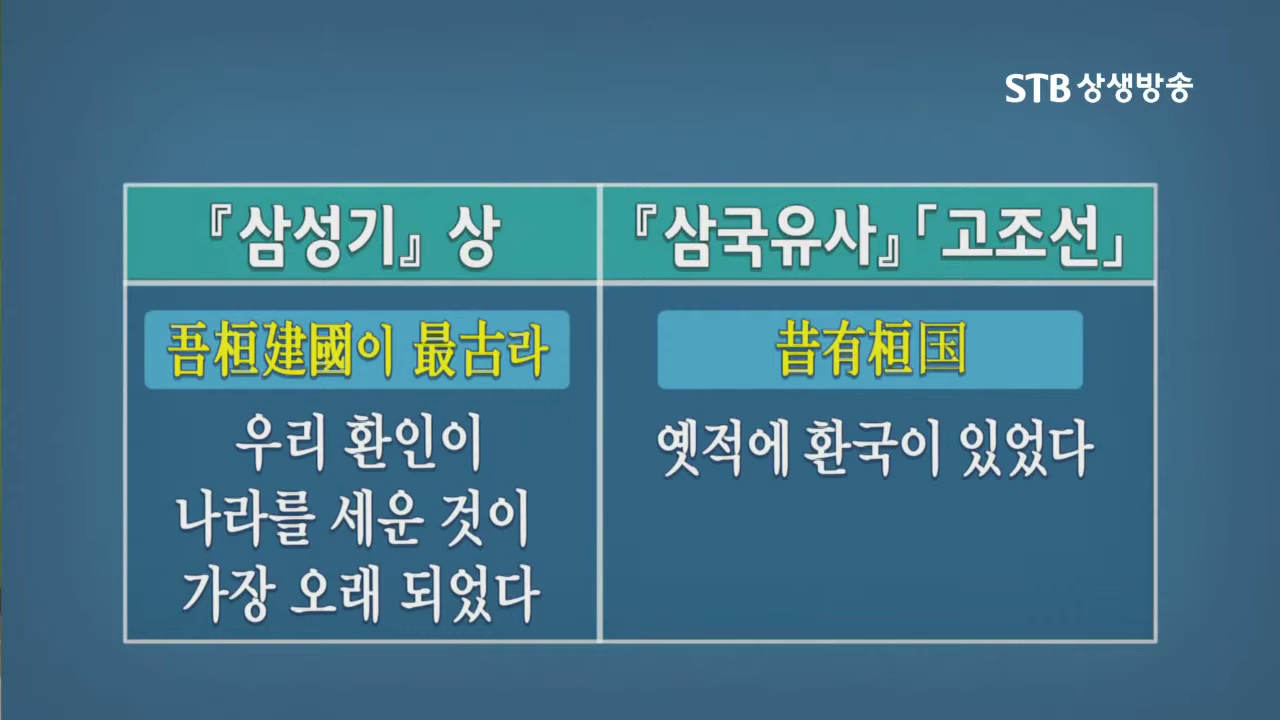 STB 상생방송
『삼성기』 상
『삼국유사』「고조선」
吾桓建國이 最古라
우리 환인이
나라를 세운 것이
가장 오래 되었다
昔有桓国
옛적에 환국이 있었다